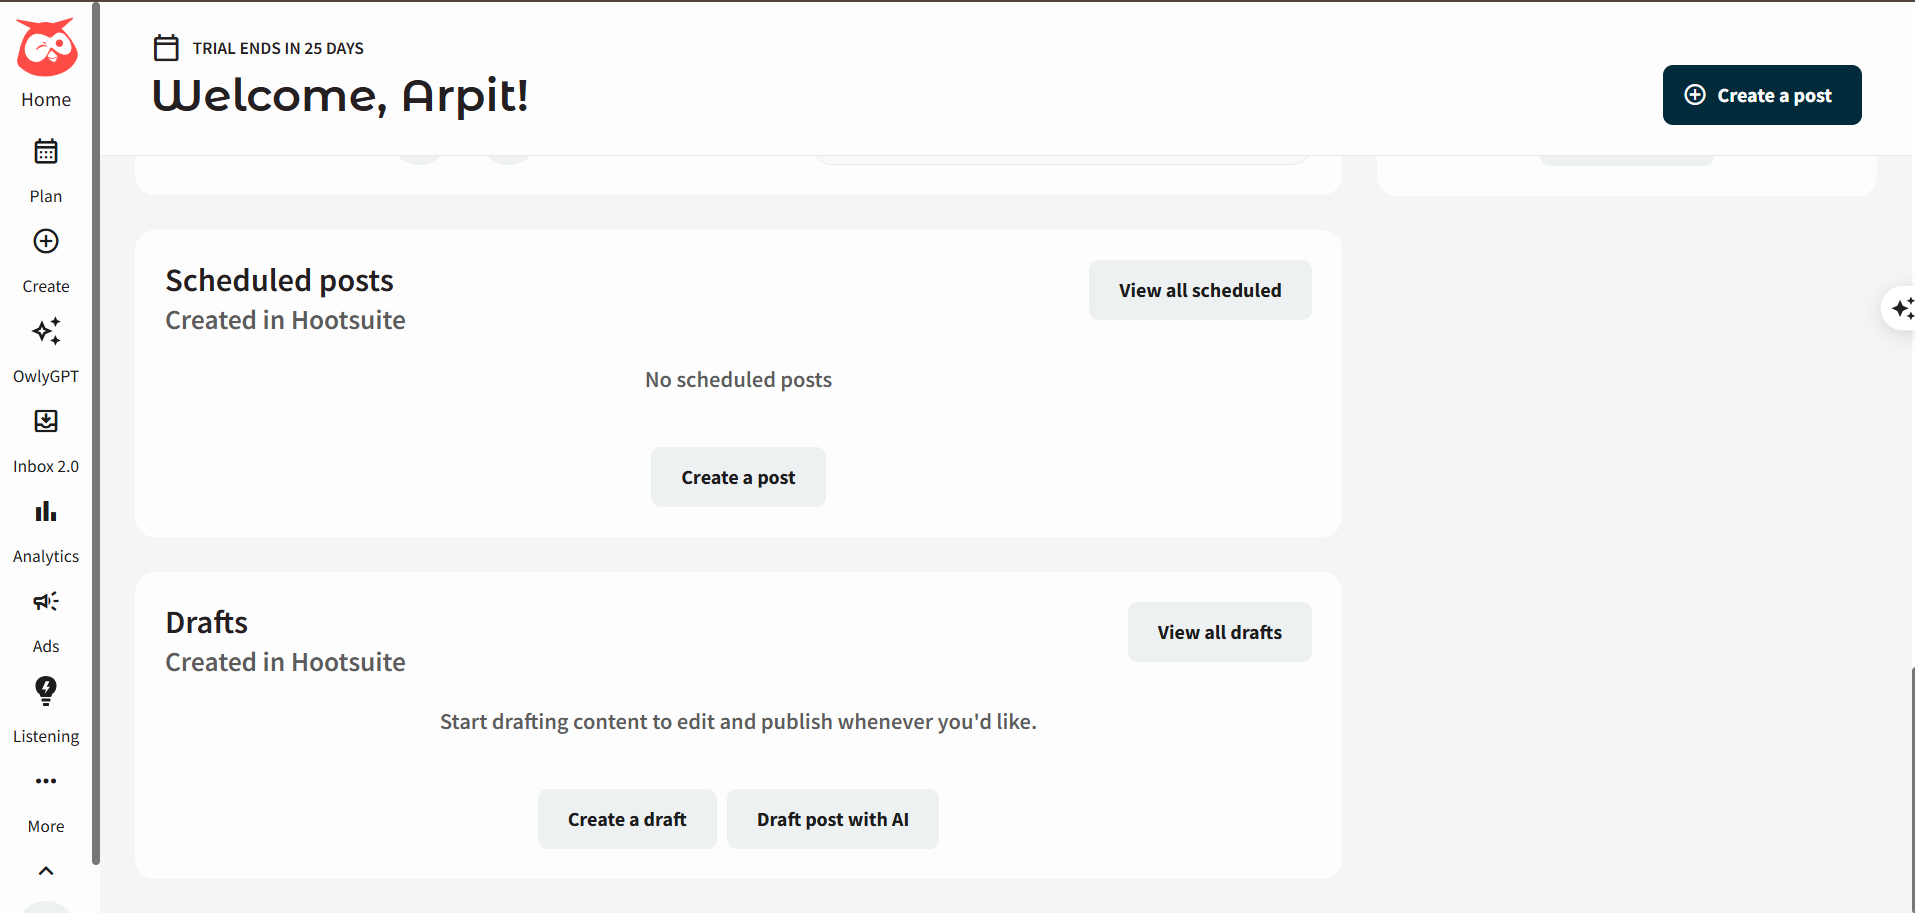 Home
Plan
Create
OwlyGPT
Inbox 2.0
Analytics
Ads
Listening
More
TRIAL ENDS IN 25 DAYS
Welcome, Arpit!
Create a post
Scheduled posts
Created in Hootsuite
View all scheduled
No scheduled posts
Create a post
Drafts
Created in Hootsuite
View all drafts
Start drafting content to edit and publish whenever you'd like.
Create a draft
Draft post with AI